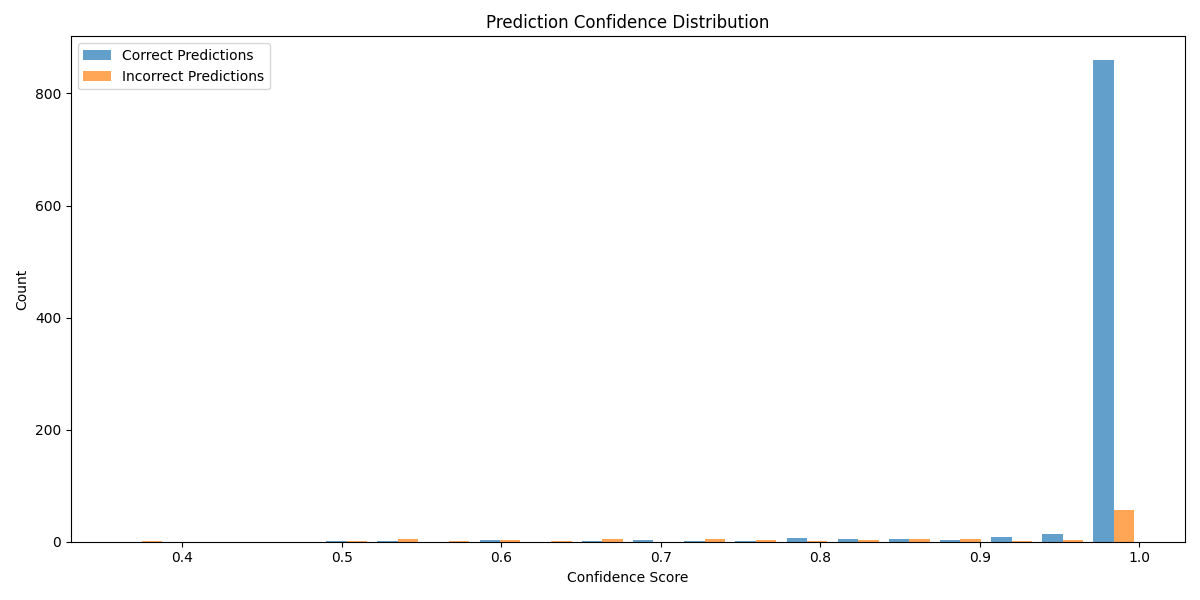 Prediction Confidence Distribution
Correct Predictions
Incorrect Predictions
Count
800
600
400
200
0
0.4 0.5 0.6 0.7 0.8 0.9 1.0
Confidence Score